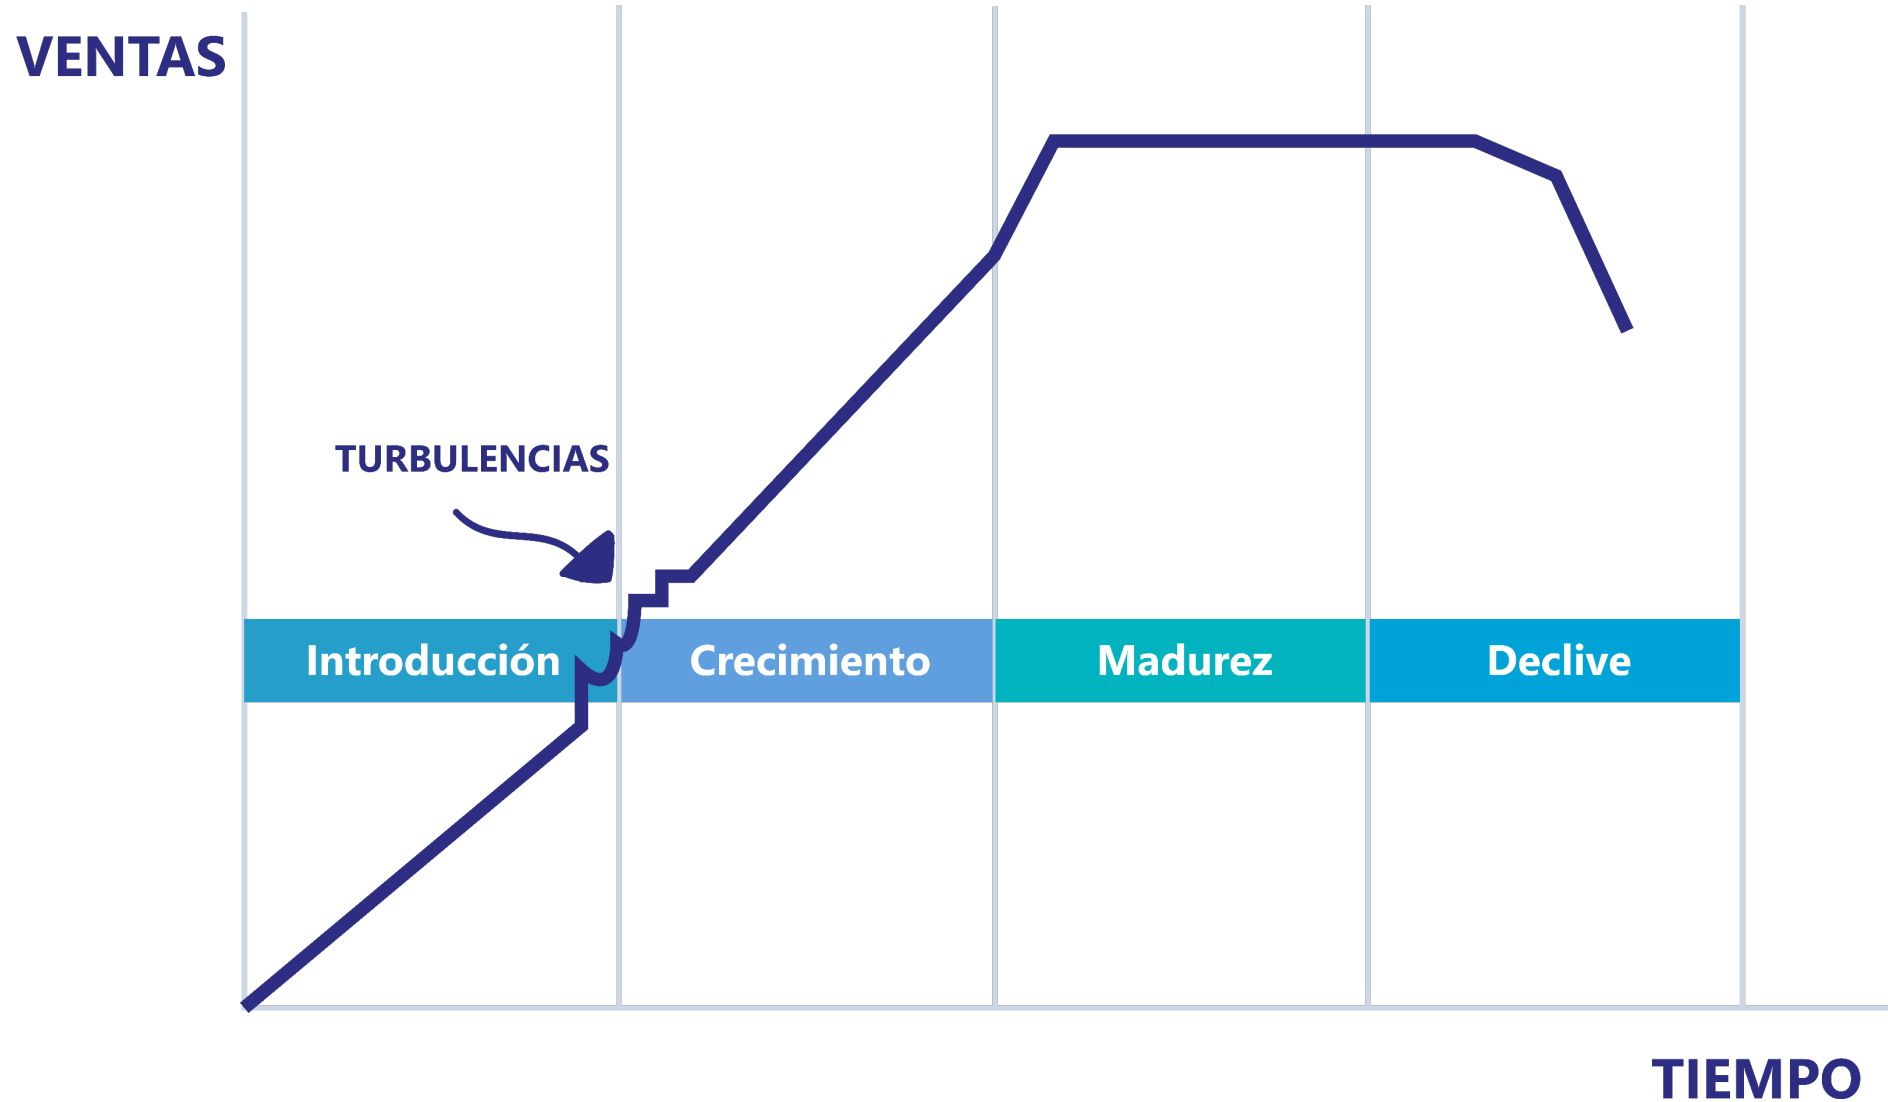 VENTAS
TURBULENCIAS
Introducción
Crecimiento
Madurez
Declive
TIEMPO